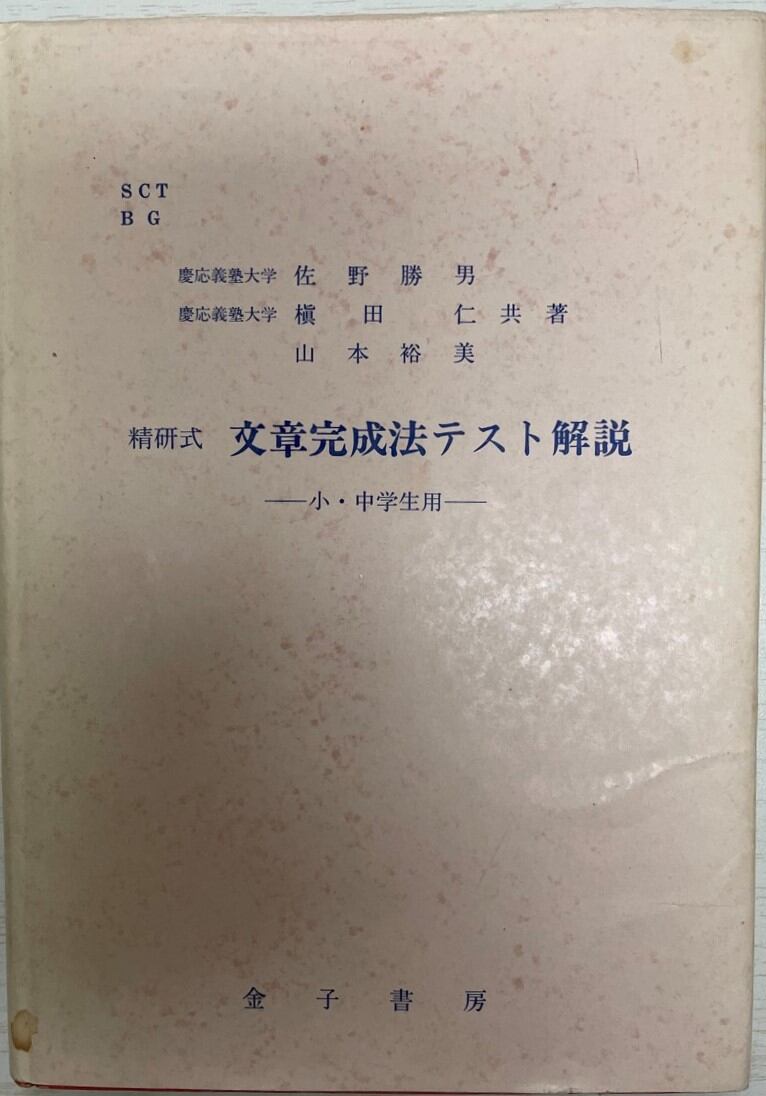 SCT
BG
慶応義塾大学 佐野勝男
慶応義塾大学 槇田仁共著
山本裕美
精研式 文章完成法テスト解説
――小・中学生用――
金子書房